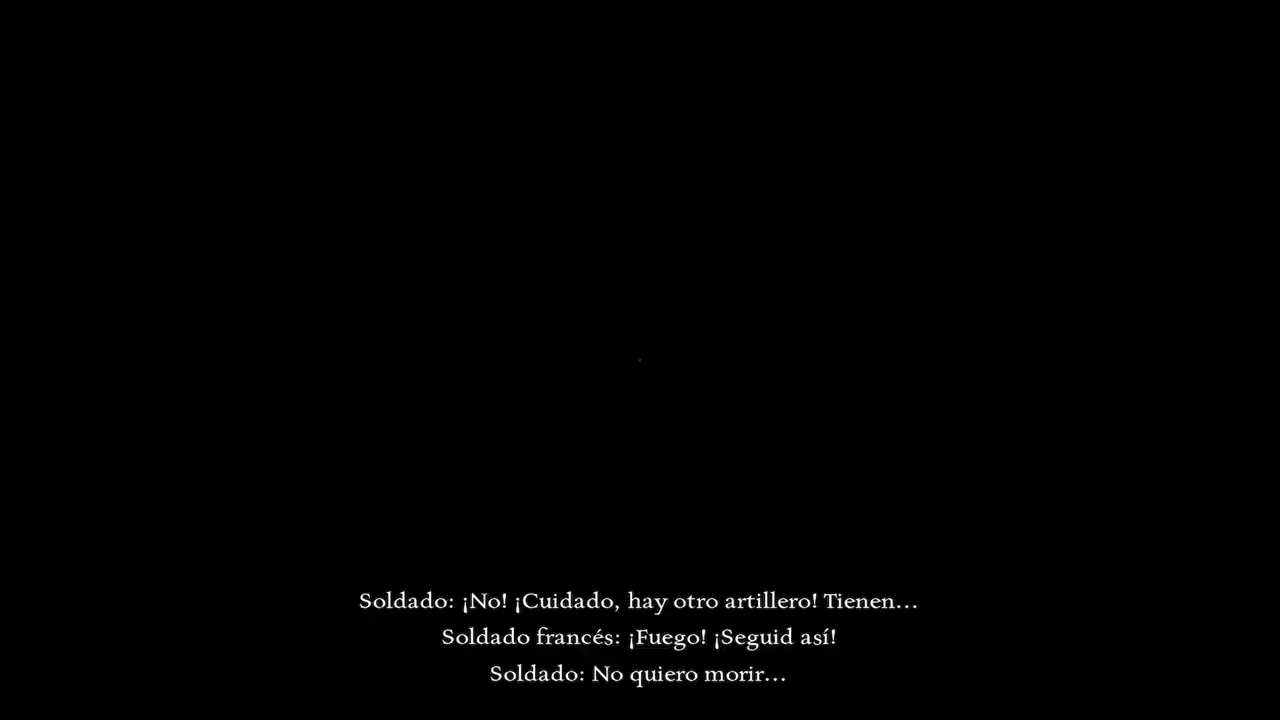 Soldado: ¡No! ¡Cuidado, hay otro artillero! Tienen...
Soldado francés: ¡Fuego! ¡Seguid así!
Soldado: No quiero morir...